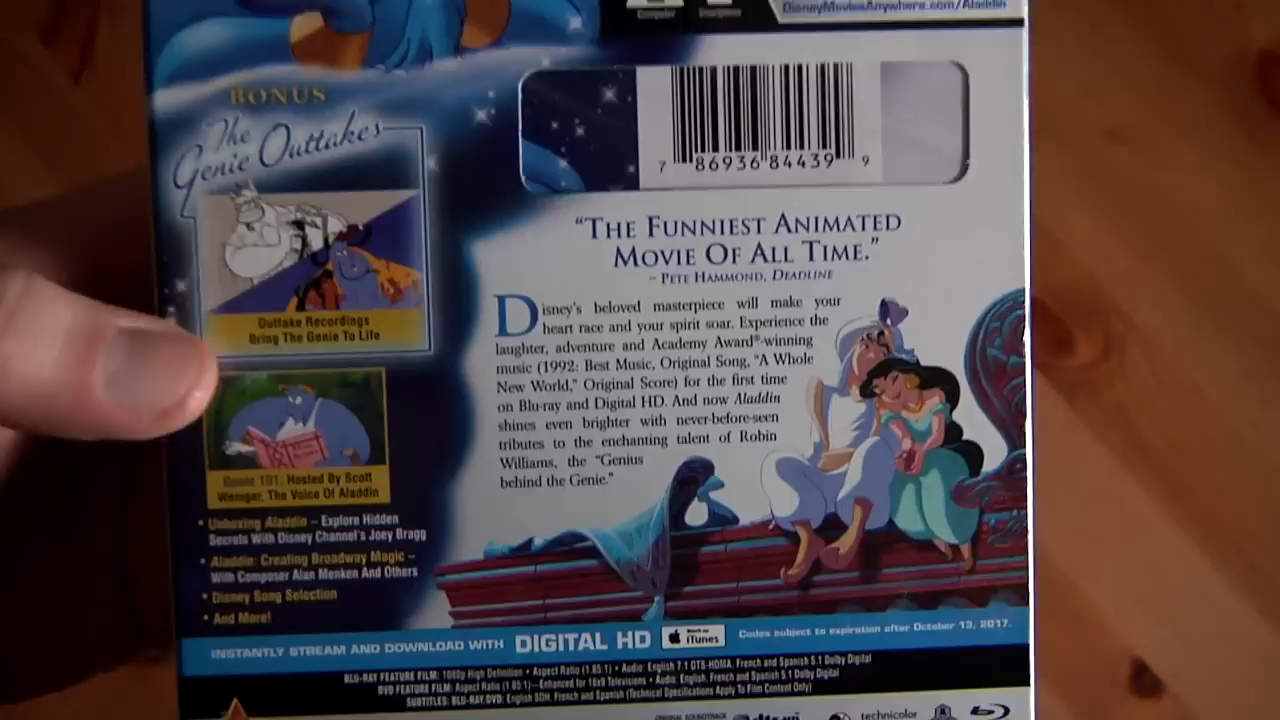 Computer
Smartphone
DisneyMoviesAnywhere.com/Aladdin
BONUS
The
Genie Outtakes
Outtake Recordings
Bring The Genie To Life
Genie 101: Hosted By Scott
Weinger, The Voice Of Aladdin
• Unboxing Aladdin – Explore Hidden
Secrets With Disney Channel's Joey Bragg
• Aladdin: Creating Broadway Magic –
With Composer Alan Menken And Others
• Disney Song Selection
• And More!
7 86936 84439 9
“THE FUNNIEST ANIMATED
MOVIE OF ALL TIME.”
– PETE HAMMOND, DEADLINE
Disney's beloved masterpiece will make your
heart race and your spirit soar. Experience the
laughter, adventure and Academy Award®-winning
music (1992: Best Music, Original Song, “A Whole
New World,” Original Score) for the first time
on Blu-ray and Digital HD. And now Aladdin
shines even brighter with never-before-seen
tributes to the enchanting talent of Robin
Williams, the “Genius
behind the Genie.”
INSTANTLY STREAM AND DOWNLOAD WITH DIGITAL HD iTunes Codes subject to expiration after October 13, 2017.
BLU-RAY FEATURE FILM: 1080p High Definition • Aspect Ratio (1.85:1) • Audio: English 7.1 DTS-HDMA, French and Spanish 5.1 Dolby Digital
DVD FEATURE FILM: Aspect Ratio (1.85:1)—Enhanced for 16x9 Televisions • Audio: English, French and Spanish 5.1 Dolby Digital
SUBTITLES: BLU-RAY/DVD: English SDH, French and Spanish (Technical Specifications Apply To Film Content Only)
ORIGINAL SOUNDTRACK
technicolor